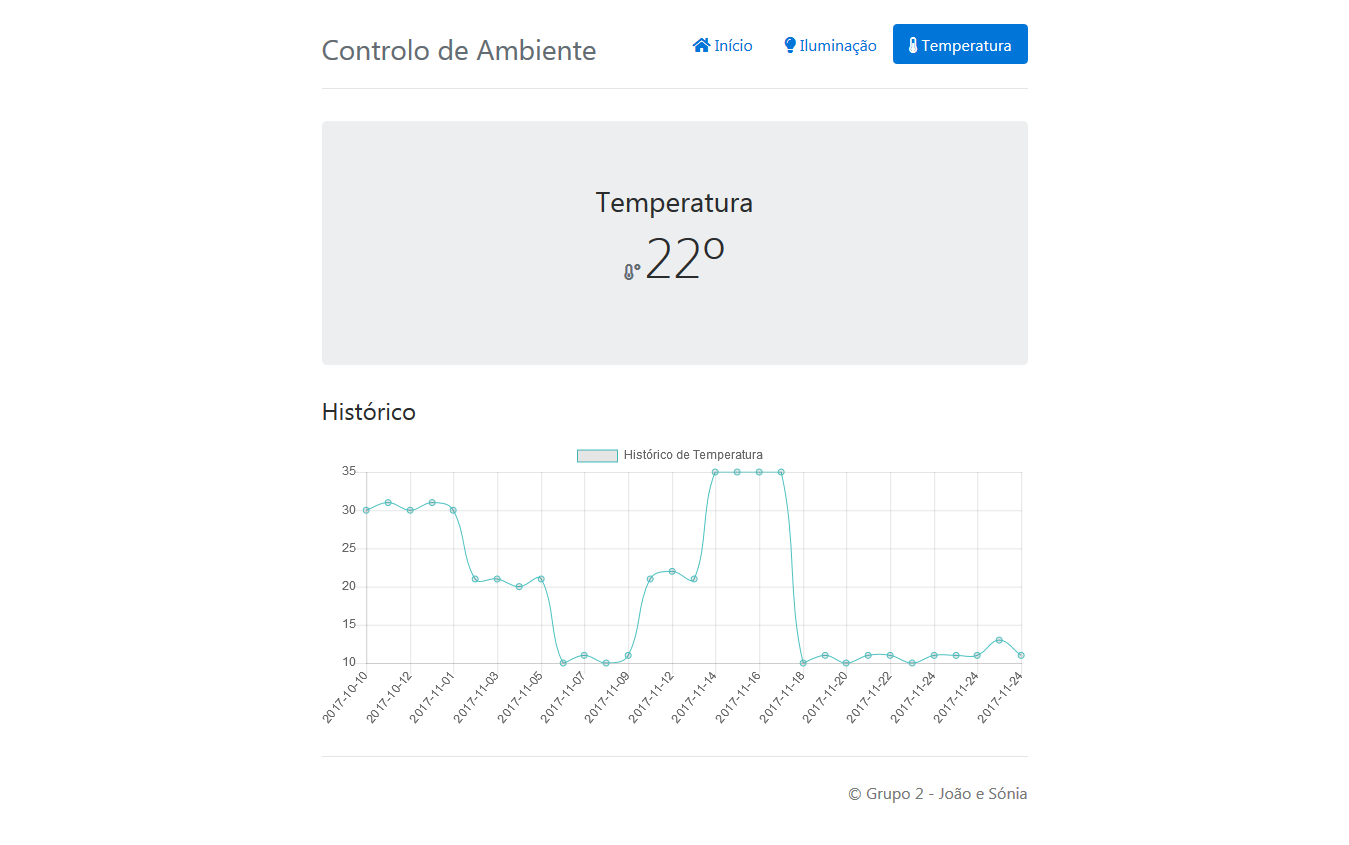 Controlo de Ambiente
Início
Iluminação
Temperatura
Temperatura
22º
Histórico
Histórico de Temperatura
35
30
25
20
15
10
2017-10-10
2017-10-12
2017-11-01
2017-11-03
2017-11-05
2017-11-07
2017-11-09
2017-11-12
2017-11-14
2017-11-16
2017-11-18
2017-11-20
2017-11-22
2017-11-24
2017-11-24
2017-11-24
© Grupo 2 - João e Sónia